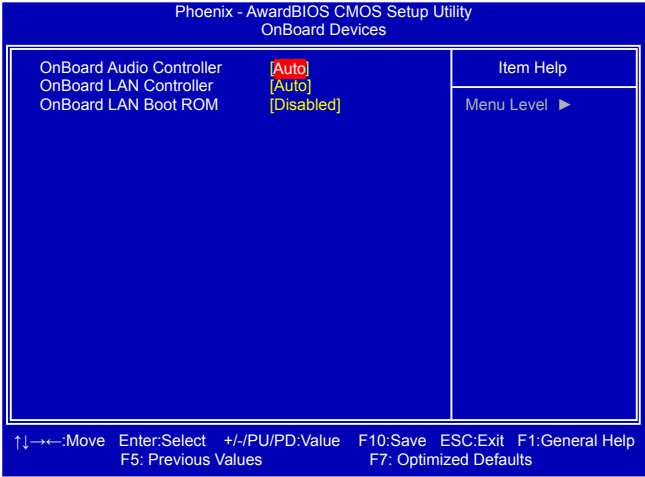 Phoenix - AwardBIOS CMOS Setup Utility
OnBoard Devices
OnBoard Audio Controller [Auto]
OnBoard LAN Controller [Auto]
OnBoard LAN Boot ROM [Disabled]
Item Help
Menu Level ►
↑↓→←:Move Enter:Select +/-/PU/PD:Value F10:Save ESC:Exit F1:General Help
F5: Previous Values F7: Optimized Defaults